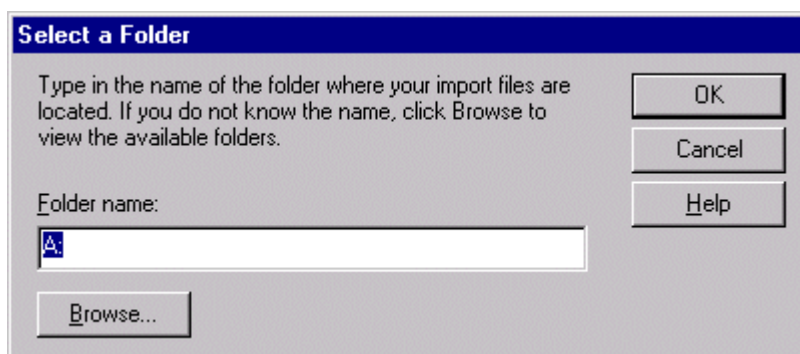 Select a Folder
Type in the name of the folder where your import files are
located. If you do not know the name, click Browse to
view the available folders.
OK
Cancel
Help
Folder name:
A:
Browse...